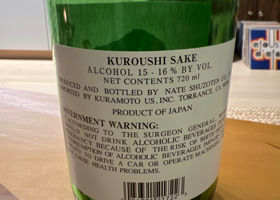 KUROUSHI SAKE
ALCOHOL 15 - 16 % BY VOL.
NET CONTENTS 720 ml
PRODUCED AND BOTTLED BY NATE SHUZOTEN CO.
IMPORTED BY KURAMOTO US, INC. TORRANCE, CA
PRODUCT OF JAPAN
GOVERNMENT WARNING:
ACCORDING TO THE SURGEON GENERAL
SHOULD NOT DRINK ALCOHOLIC BEVERAGES
PREGNANCY BECAUSE OF THE RISK OF BIRTH
CONSUMPTION OF ALCOHOLIC BEVERAGES IMPAIRS
TO DRIVE A CAR OR OPERATE MACHINERY
CAUSE HEALTH PROBLEMS.